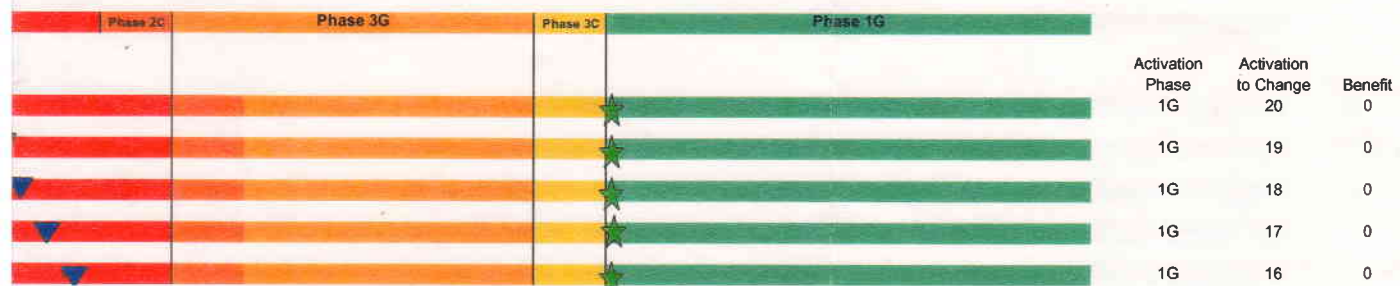 Phase 2C Phase 3G Phase 3C Phase 1G
Activation Phase Activation to Change Benefit
1G 20 0
1G 19 0
1G 18 0
1G 17 0
1G 16 0